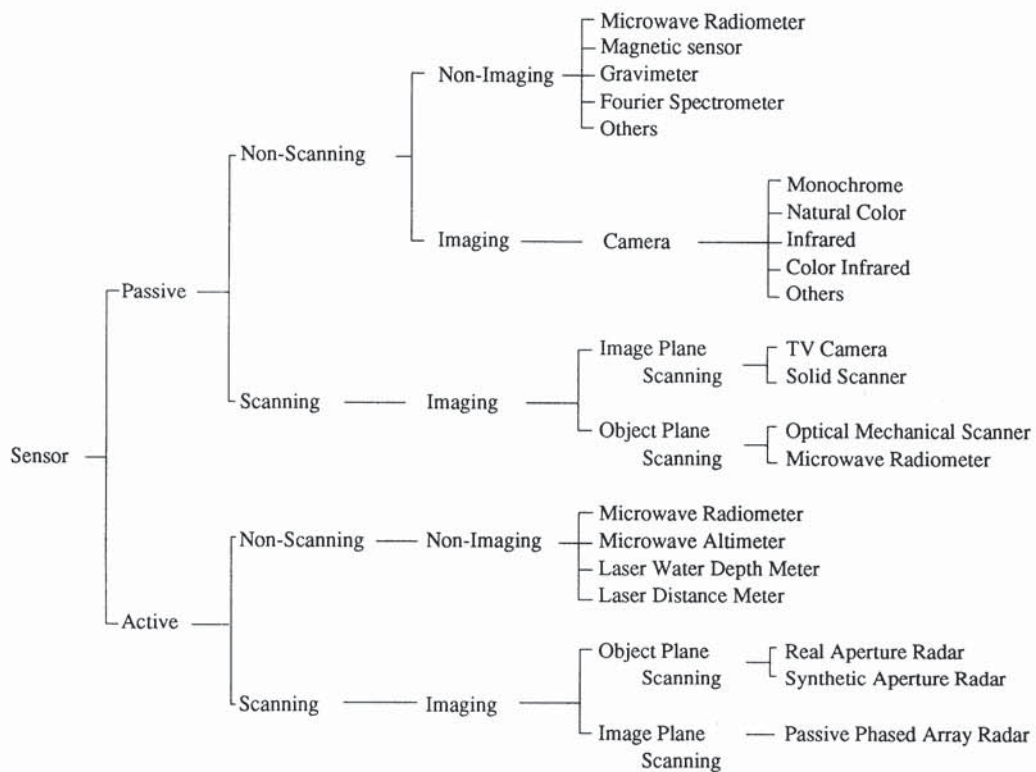 Microwave Radiometer
Magnetic sensor
Non-Imaging
Gravimeter
Fourier Spectrometer
Others
Non-Scanning
Monochrome
Natural Color
Imaging
Camera
Infrared
Color Infrared
Others
Passive
Image Plane
Scanning
TV Camera
Solid Scanner
Scanning
Imaging
Object Plane
Scanning
Optical Mechanical Scanner
Microwave Radiometer
Sensor
Microwave Radiometer
Non-Scanning
Non-Imaging
Microwave Altimeter
Laser Water Depth Meter
Laser Distance Meter
Active
Object Plane
Scanning
Real Aperture Radar
Synthetic Aperture Radar
Scanning
Imaging
Image Plane
Scanning
Passive Phased Array Radar